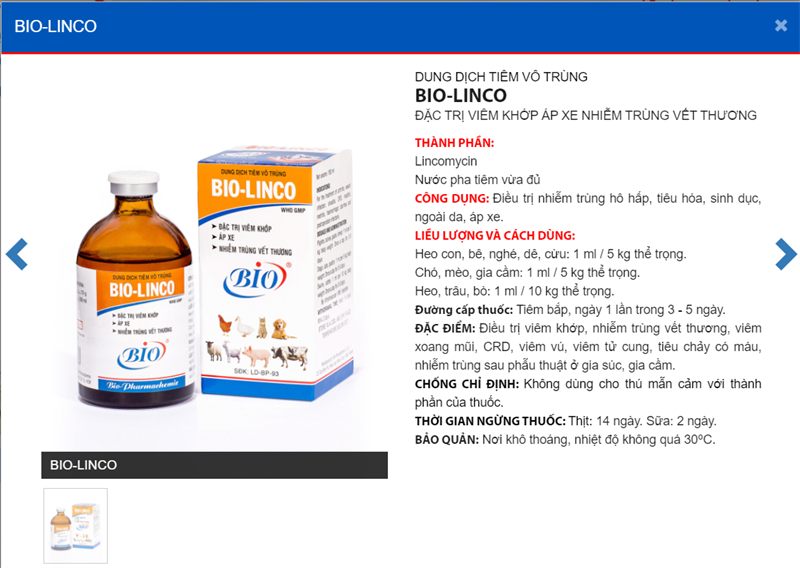 BIO-LINCO
×
DUNG DỊCH TIÊM VÔ TRÙNG
BIO-LINCO
ĐẶC TRỊ VIÊM KHỚP ÁP XE NHIỄM TRÙNG VẾT THƯƠNG
THÀNH PHẦN:
Lincomycin
Nước pha tiêm vừa đủ
CÔNG DỤNG: Điều trị nhiễm trùng hô hấp, tiêu hóa, sinh dục,
ngoài da, áp xe.
LIỀU LƯỢNG VÀ CÁCH DÙNG:
Heo con, bê, nghé, dê, cừu: 1 ml / 5 kg thể trọng.
Chó, mèo, gia cầm: 1 ml / 5 kg thể trọng.
Heo, trâu, bò: 1 ml / 10 kg thể trọng.
Đường cấp thuốc: Tiêm bắp, ngày 1 lần trong 3 - 5 ngày.
ĐẶC ĐIỂM: Điều trị viêm khớp, nhiễm trùng vết thương, viêm
xoang mũi, CRD, viêm vú, viêm tử cung, tiêu chảy có máu,
nhiễm trùng sau phẫu thuật ở gia súc, gia cầm.
CHỐNG CHỈ ĐỊNH: Không dùng cho thú mẫn cảm với thành
phần của thuốc.
THỜI GIAN NGỪNG THUỐC: Thịt: 14 ngày. Sữa: 2 ngày.
BẢO QUẢN: Nơi khô thoáng, nhiệt độ không quá 30ºC.
DUNG DỊCH TIÊM VÔ TRÙNG
BIO-LINCO
WHO GMP
ĐẶC TRỊ VIÊM KHỚP
ÁP XE
NHIỄM TRÙNG VẾT THƯƠNG
BIO®
SĐK: LD-BP-93
DUNG DỊCH TIÊM VÔ TRÙNG
BIO-LINCO
WHO GMP
ĐẶC TRỊ VIÊM KHỚP
ÁP XE
NHIỄM TRÙNG VẾT THƯƠNG
BIO®
Bio-Pharmachemie
BIO-LINCO